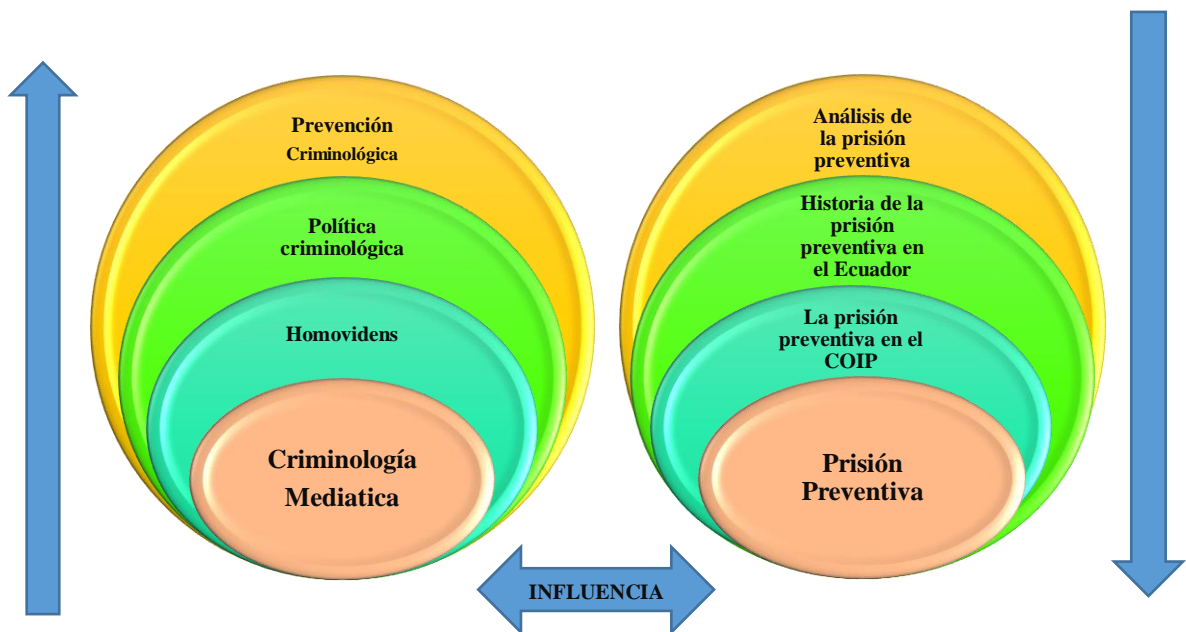 Prevención
Criminológica
Política
criminológica
Homovidens
Criminología
Mediatica
Análisis de
la prisión
preventiva
Historia de la
prisión
preventiva en
el Ecuador
La prisión
preventiva en el
COIP
Prisión
Preventiva
INFLUENCIA